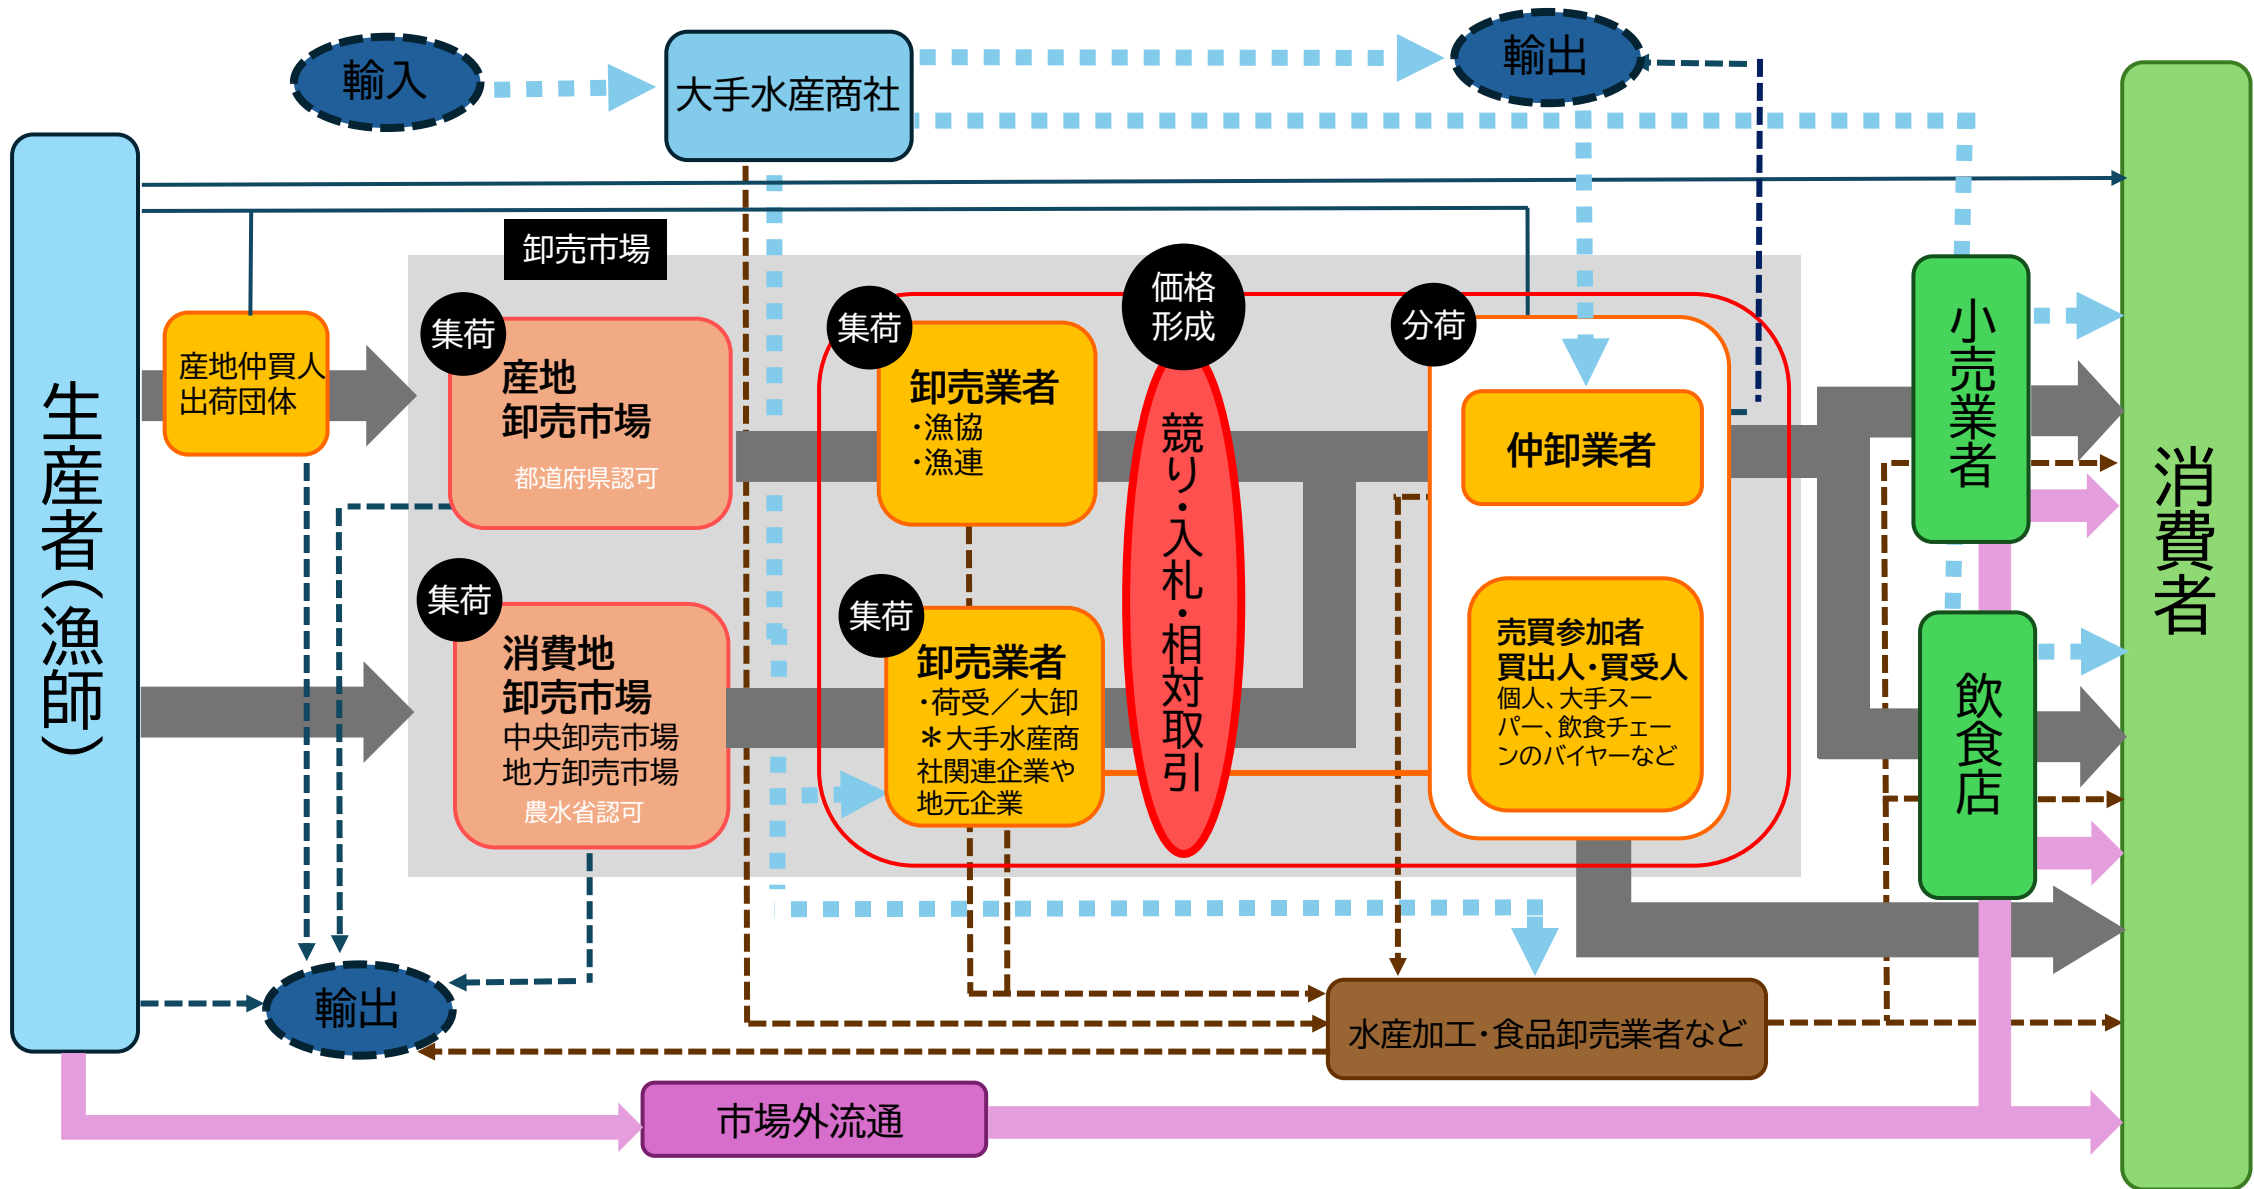 輸入
大手水産商社
輸出
生産者（漁師）
卸売市場
産地仲買人
出荷団体
集荷
産地
卸売市場
都道府県認可
集荷
消費地
卸売市場
中央卸売市場
地方卸売市場
農水省認可
集荷
卸売業者
・漁協
・漁連
集荷
卸売業者
・荷受／大卸
＊大手水産商
社関連企業や
地元企業
価格
形成
競り・入札・相対取引
分荷
仲卸業者
売買参加者
買出人・買受人
個人、大手スー
パー、飲食チェー
ンのバイヤーなど
小売業者
飲食店
消費者
輸出
水産加工・食品卸売業者など
市場外流通